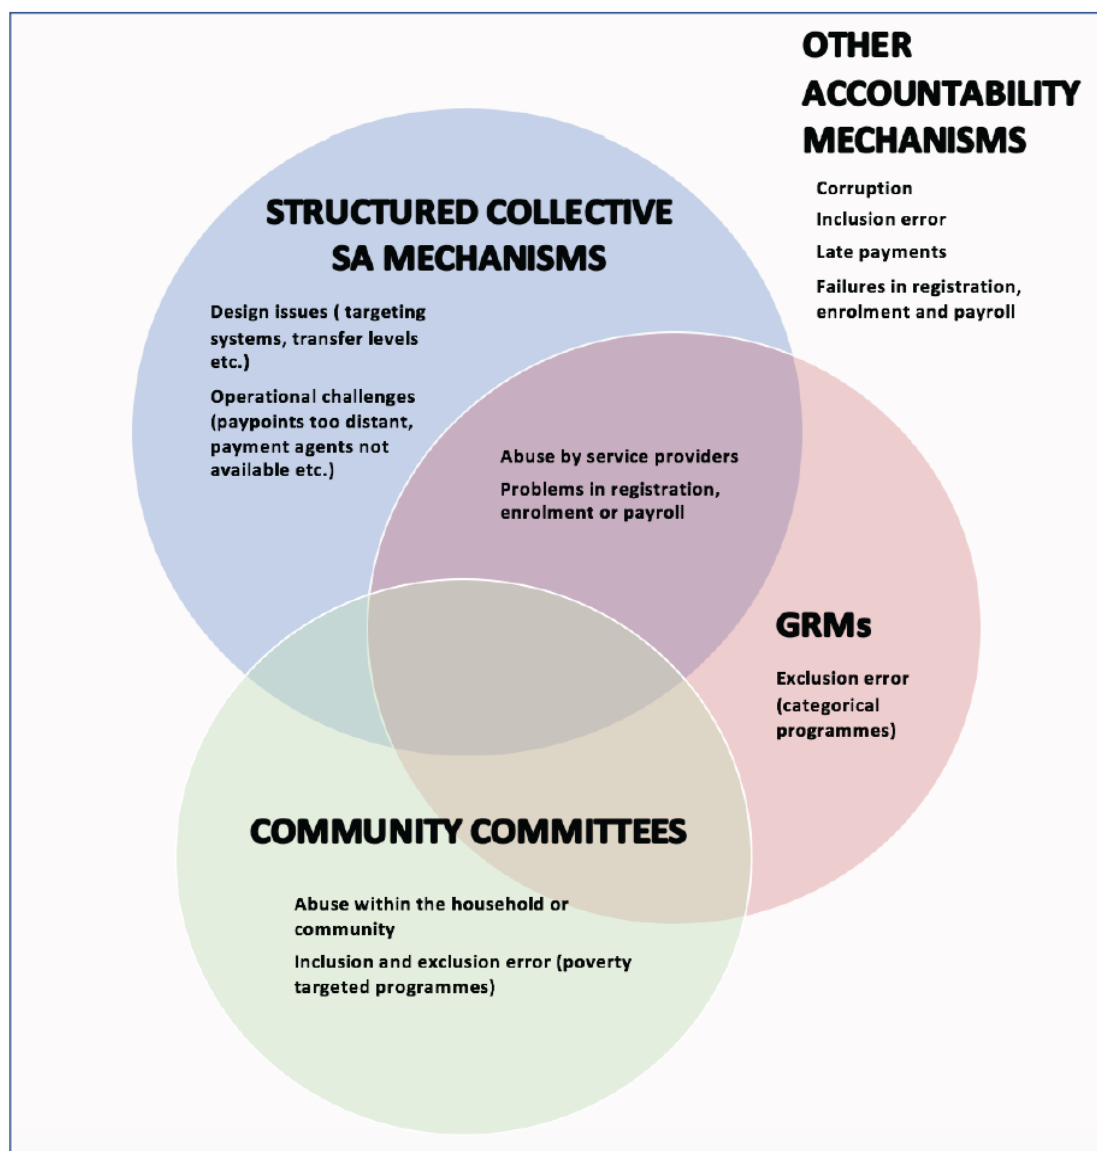 OTHER
ACCOUNTABILITY
MECHANISMS
Corruption
Inclusion error
Late payments
Failures in registration,
enrolment and payroll
STRUCTURED COLLECTIVE
SA MECHANISMS
Design issues ( targeting
systems, transfer levels
etc.)
Operational challenges
(paypoints too distant,
payment agents not
available etc.)
Abuse by service providers
Problems in registration,
enrolment or payroll
GRMs
Exclusion error
(categorical
programmes)
COMMUNITY COMMITTEES
Abuse within the household or
community
Inclusion and exclusion error (poverty
targeted programmes)